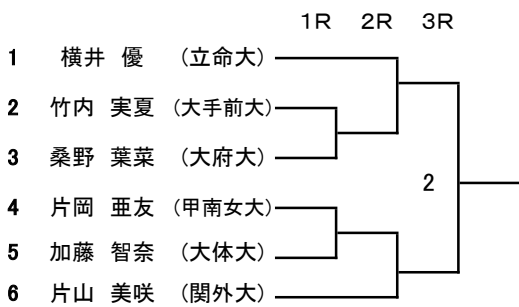 1R 2R 3R
1 横井 優 (立命大)
2 竹内 実夏 (大手前大)
3 桑野 葉菜 (大府大)
2
4 片岡 亜友 (甲南女大)
5 加藤 智奈 (大体大)
6 片山 美咲 (関外大)